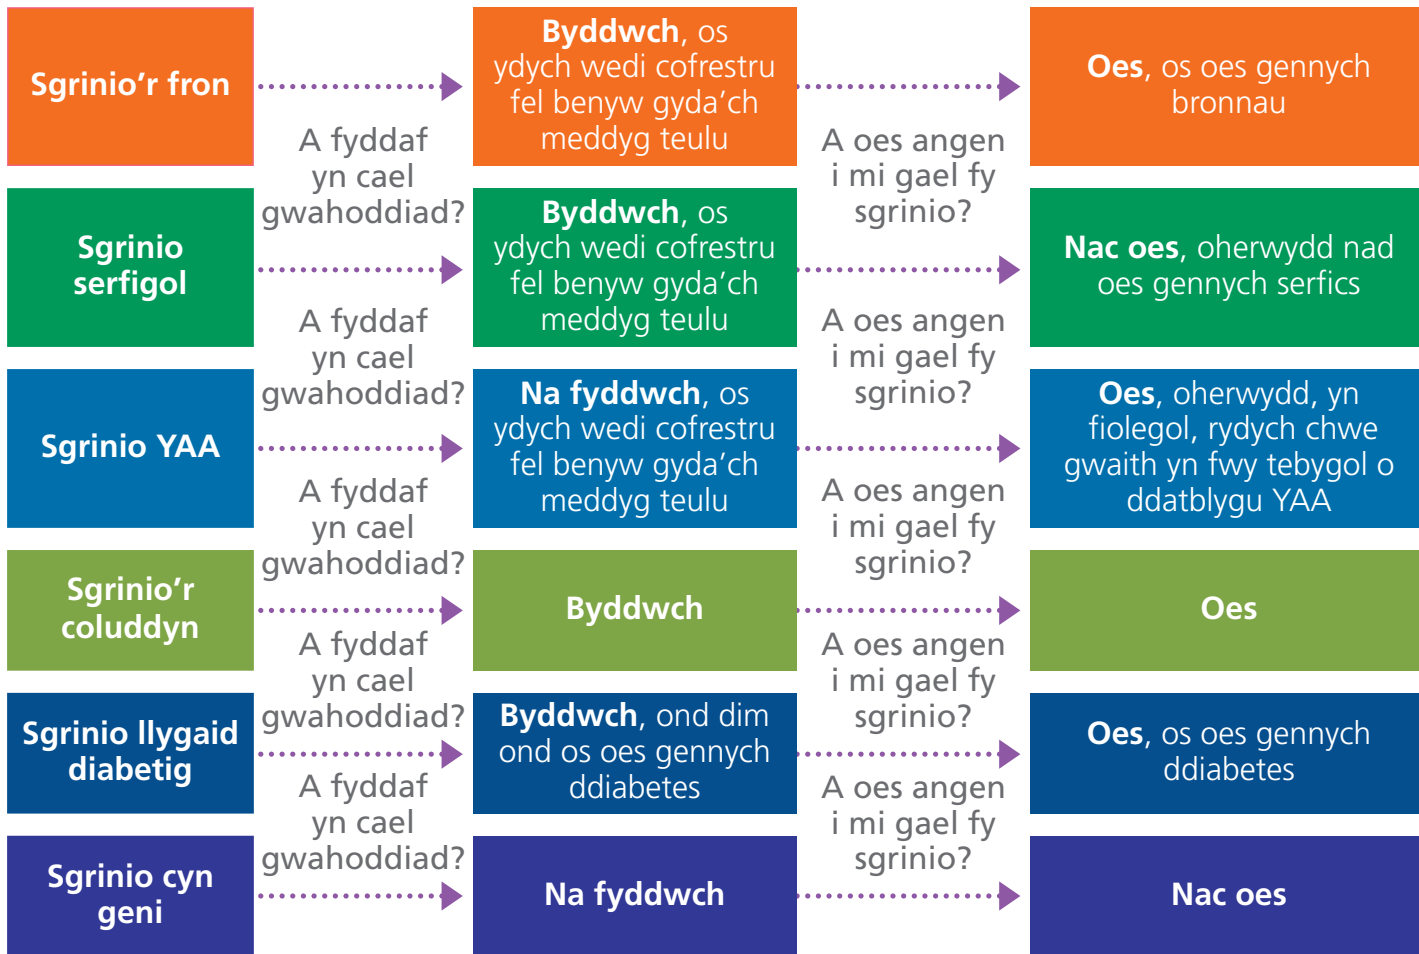 Sgrinio'r fron
A fyddaf
yn cael
gwahoddiad?
Byddwch, os
ydych wedi cofrestru
fel benyw gyda'ch
meddyg teulu
A oes angen
i mi gael fy
sgrinio?
Oes, os oes gennych
bronnau
Sgrinio
serfigol
A fyddaf
yn cael
gwahoddiad?
Byddwch, os
ydych wedi cofrestru
fel benyw gyda'ch
meddyg teulu
A oes angen
i mi gael fy
sgrinio?
Nac oes, oherwydd nad
oes gennych serfics
Sgrinio YAA
A fyddaf
yn cael
gwahoddiad?
Na fyddwch, os
ydych wedi cofrestru
fel benyw gyda'ch
meddyg teulu
A oes angen
i mi gael fy
sgrinio?
Oes, oherwydd, yn
fiolegol, rydych chwe
gwaith yn fwy tebygol o
ddatblygu YAA
Sgrinio'r
coluddyn
A fyddaf
yn cael
gwahoddiad?
Byddwch
A oes angen
i mi gael fy
sgrinio?
Oes
Sgrinio llygaid
diabetig
A fyddaf
yn cael
gwahoddiad?
Byddwch, ond dim
ond os oes gennych
ddiabetes
A oes angen
i mi gael fy
sgrinio?
Oes, os oes gennych
ddiabetes
Sgrinio cyn
geni
Na fyddwch
Nac oes